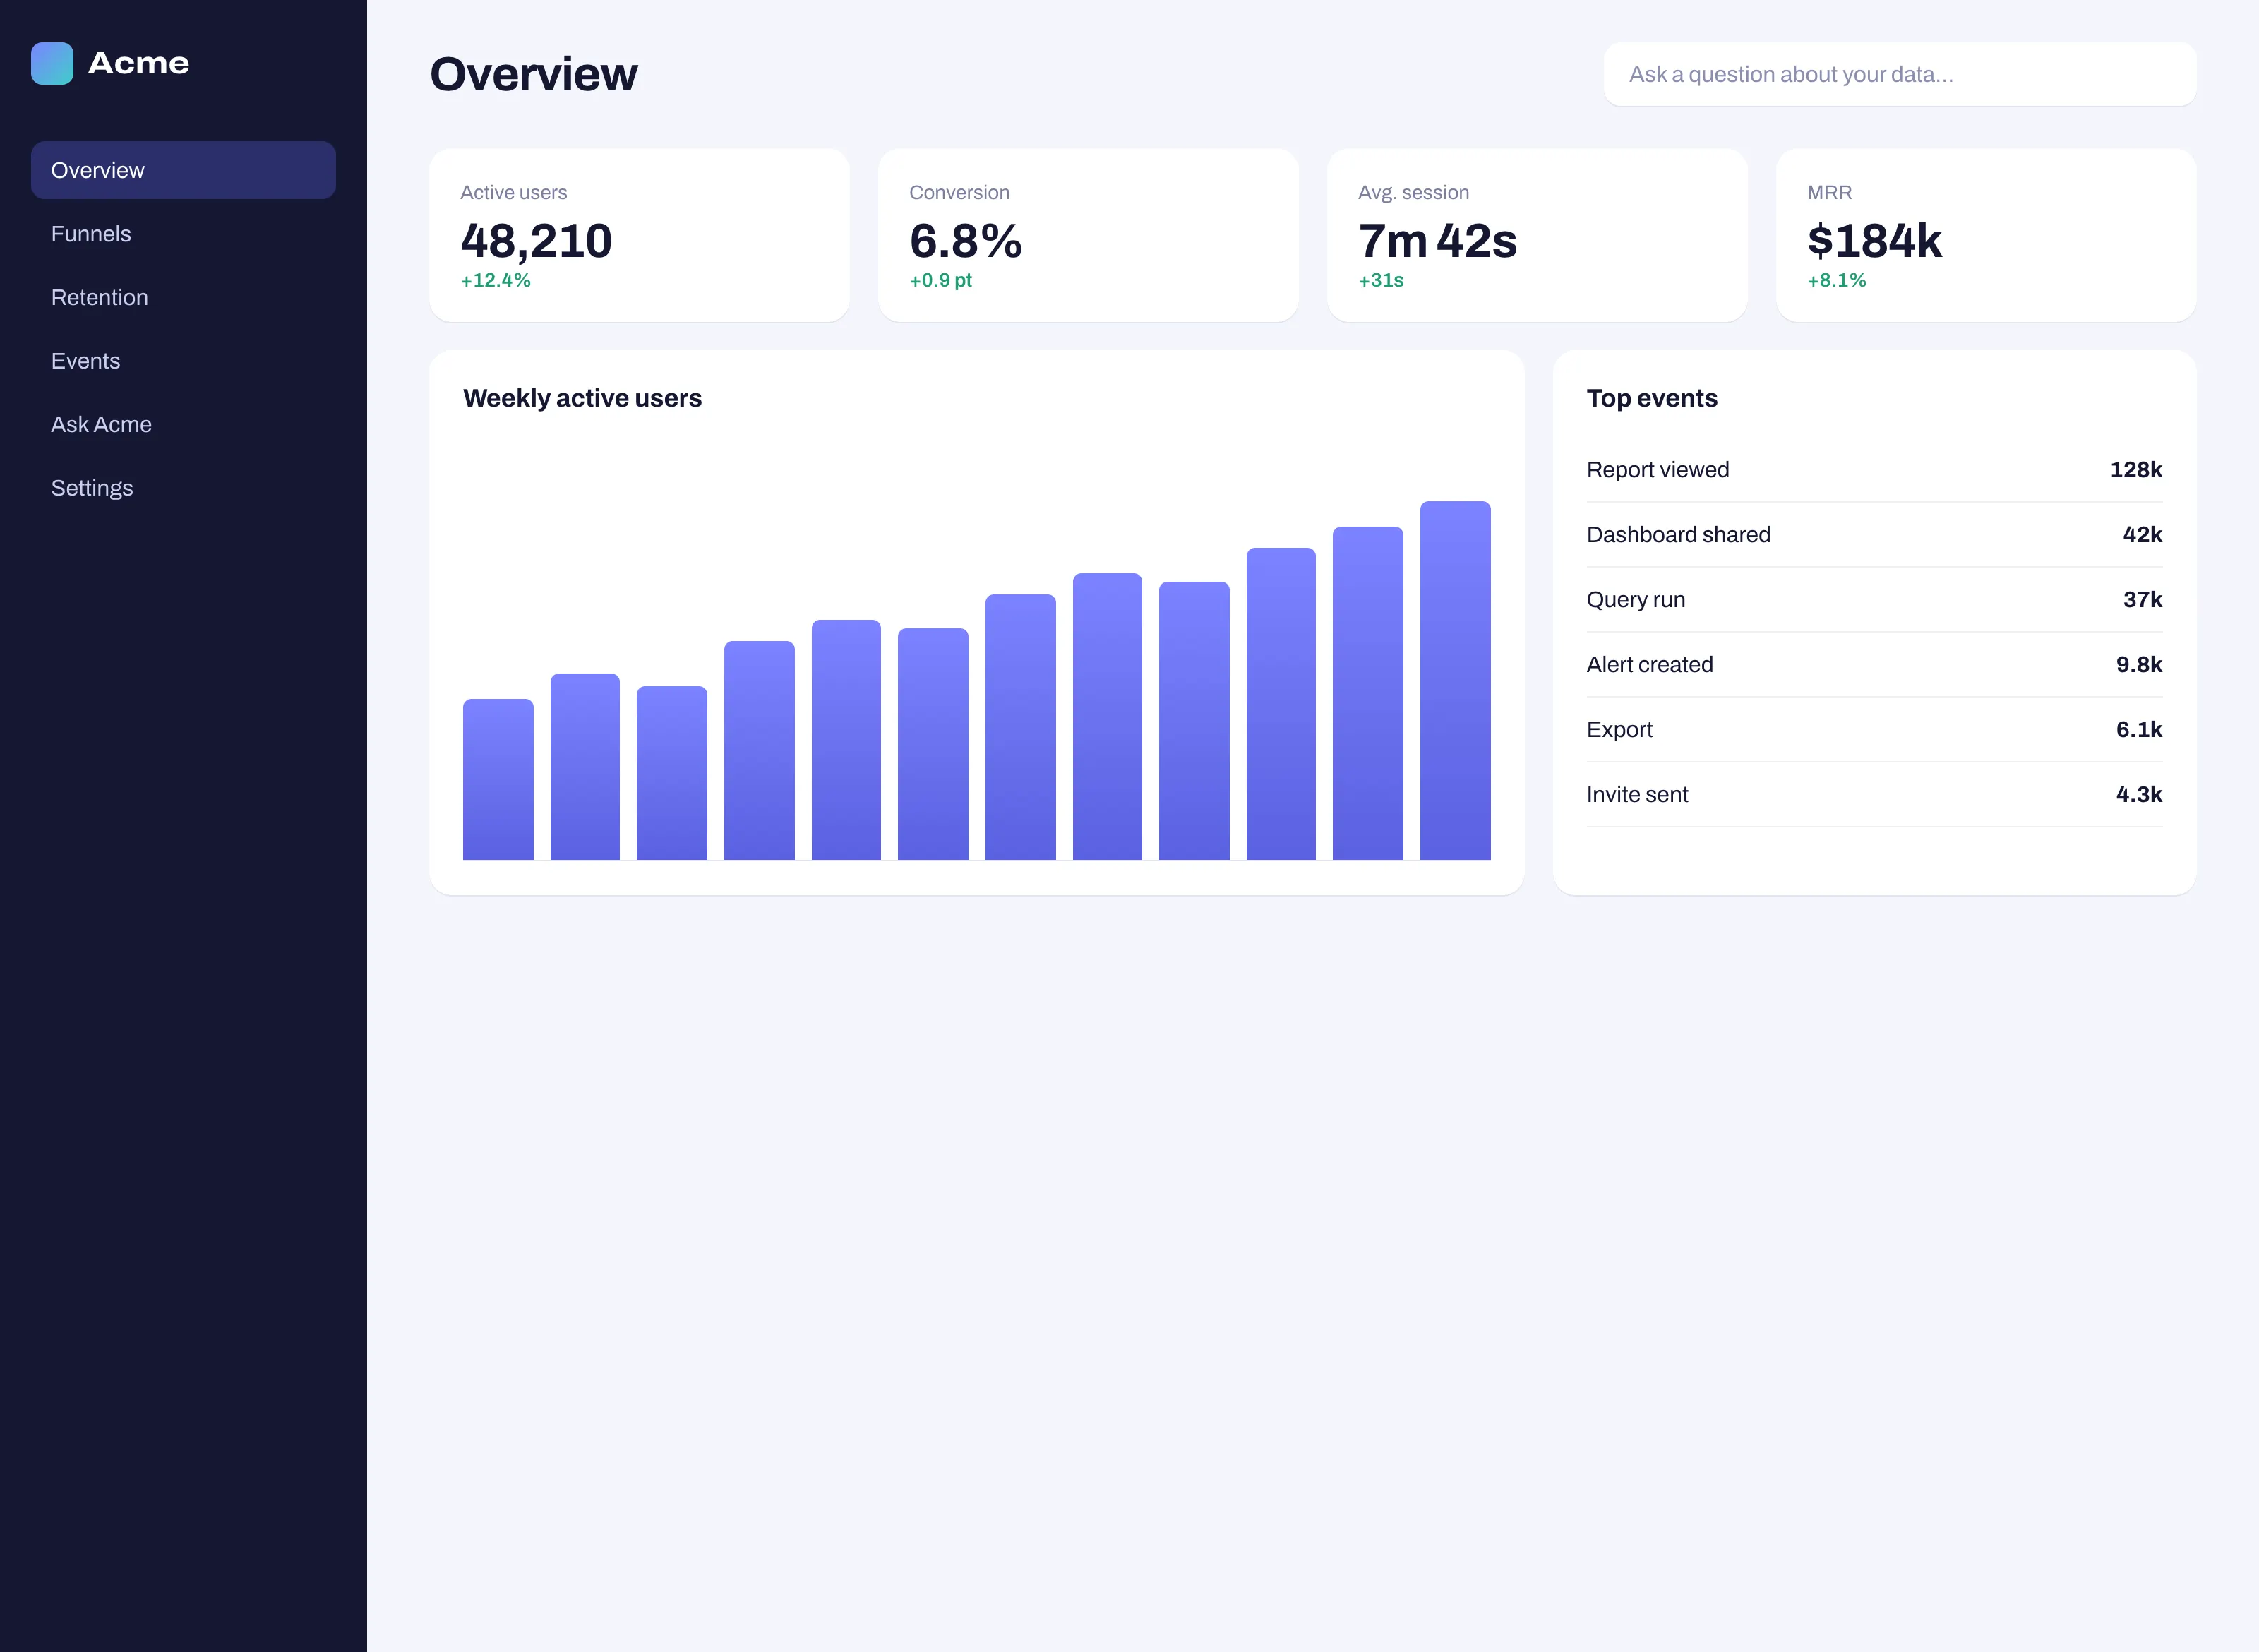 Acme
Overview
Funnels
Retention
Events
Ask Acme
Settings
Overview
Ask a question about your data...
Active users
48,210
+12.4%
Conversion
6.8%
+0.9 pt
Avg. session
7m 42s
+31s
MRR
$184k
+8.1%
Weekly active users
Top events
Report viewed 128k
Dashboard shared 42k
Query run 37k
Alert created 9.8k
Export 6.1k
Invite sent 4.3k